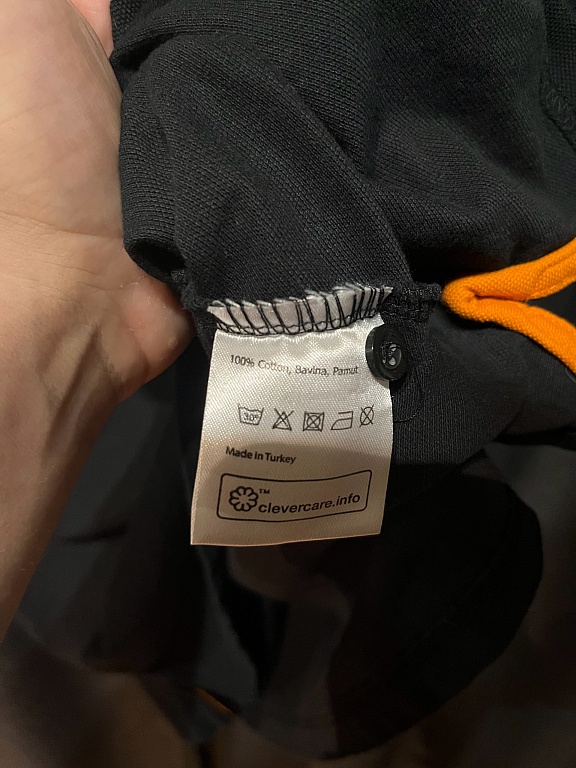 100% Cotton, Bavlna, Pamut
30°
Made in Turkey
™
clevercare.info